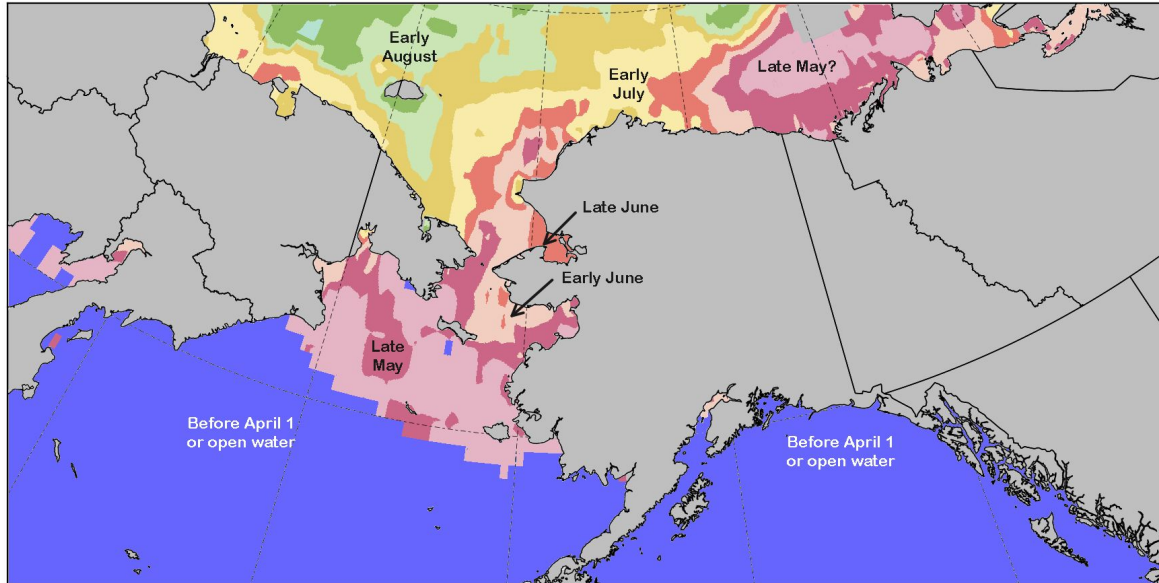 Early
August
Late May?
Early
July
Late June
Early June
Late
May
Before April 1
or open water
Before April 1
or open water